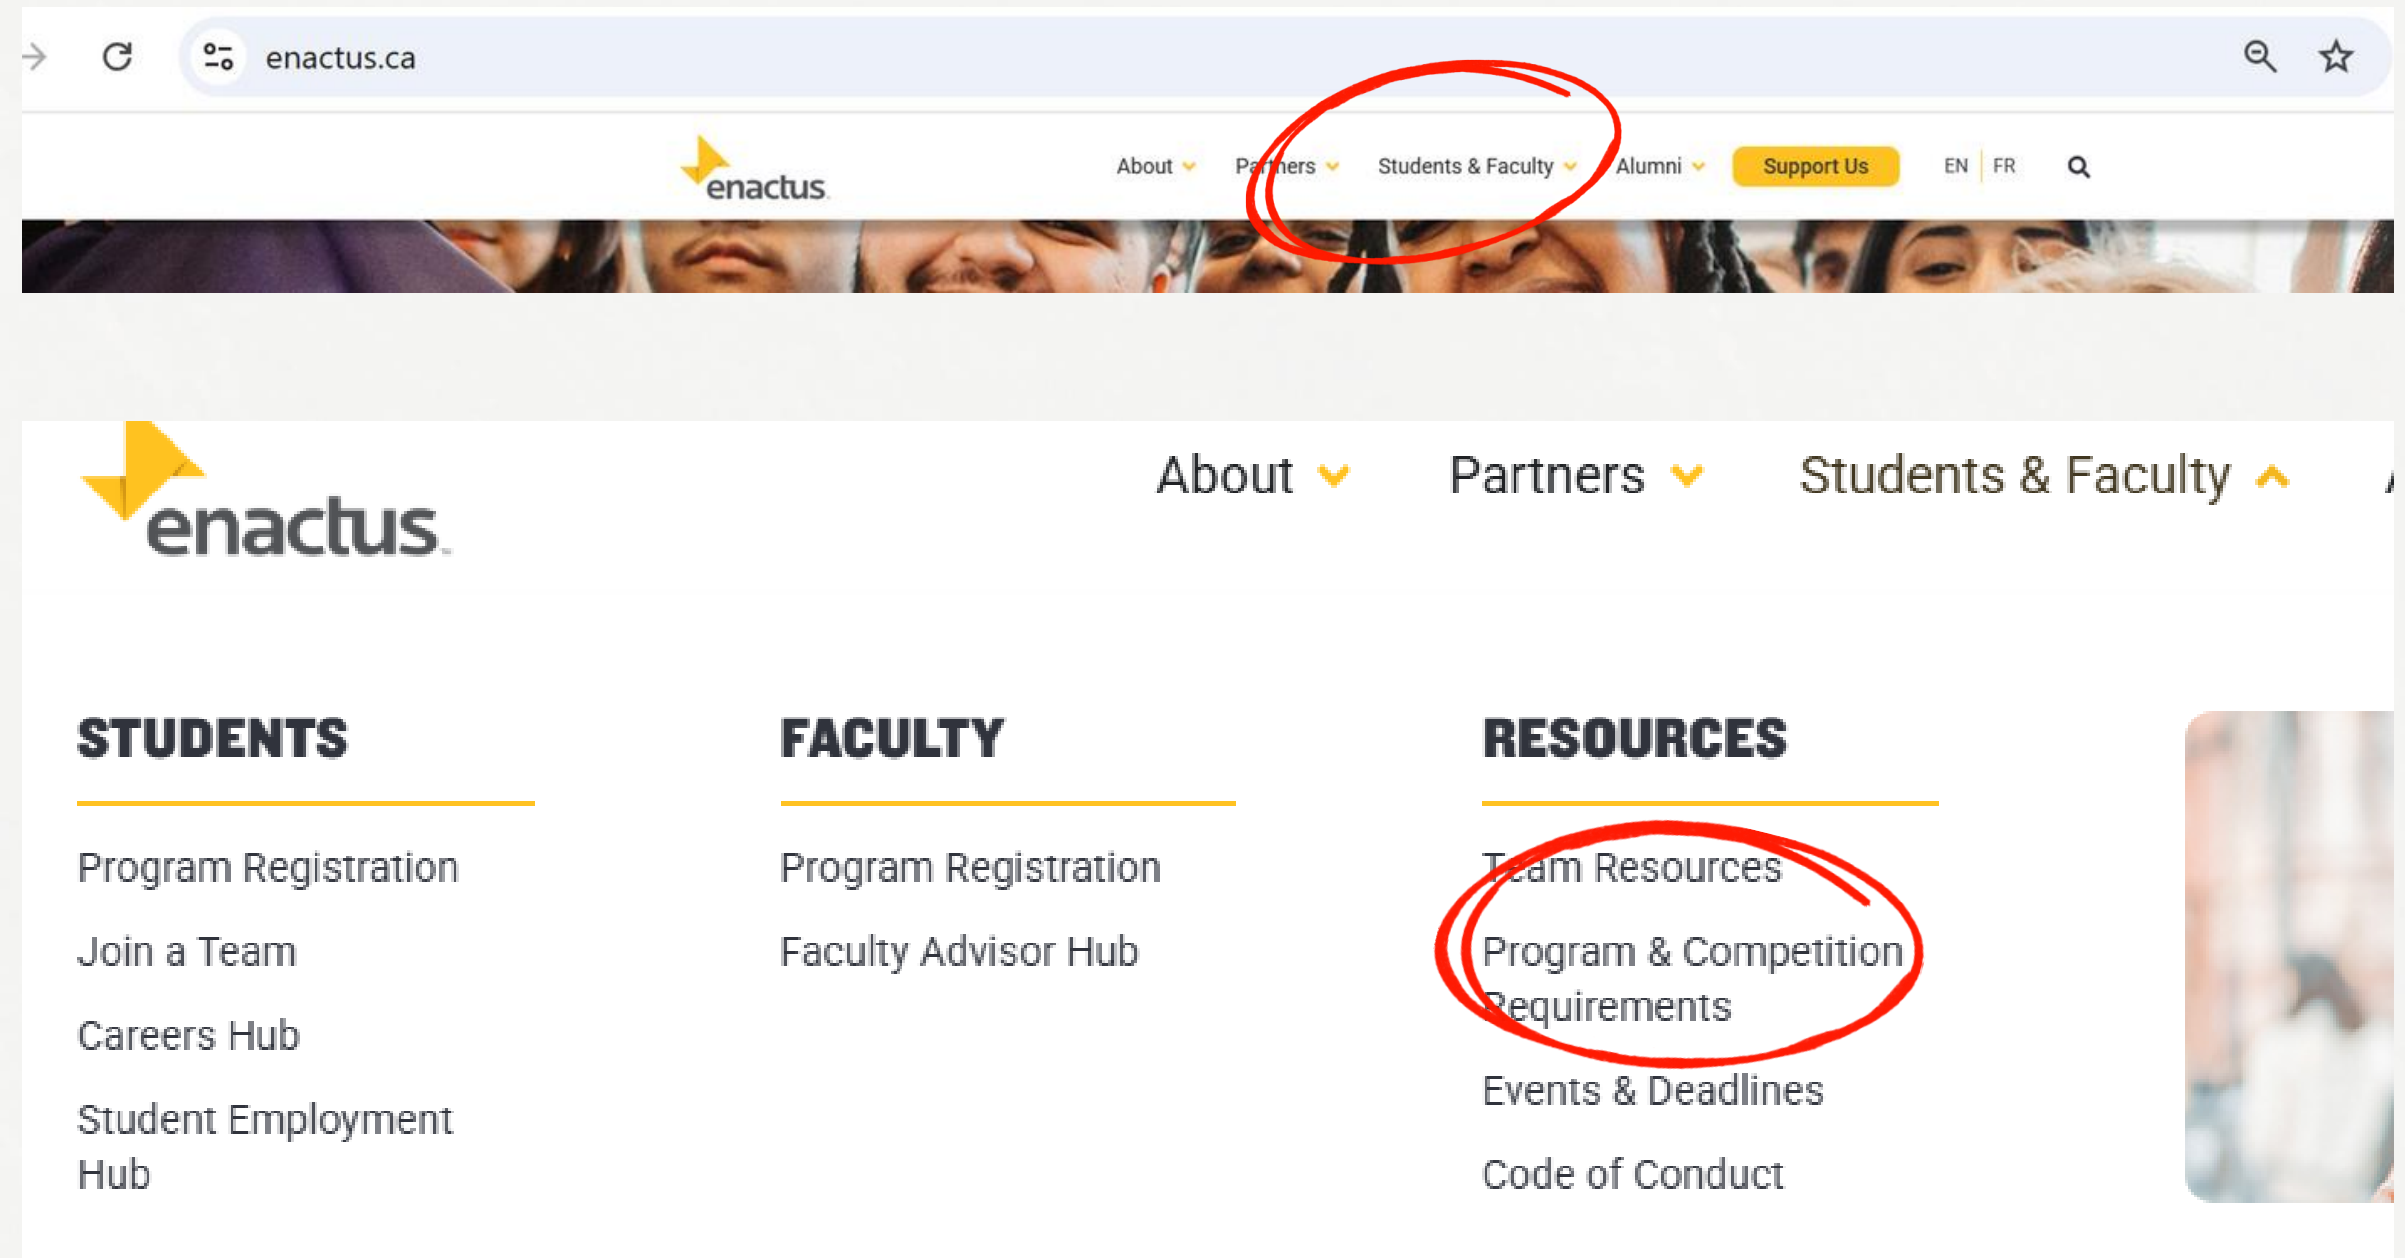 enactus.ca
enactus
About Partners Students & Faculty Alumni Support Us EN FR
enactus
About Partners Students & Faculty
STUDENTS
Program Registration
Join a Team
Careers Hub
Student Employment
Hub
FACULTY
Program Registration
Faculty Advisor Hub
RESOURCES
Team Resources
Program & Competition
Requirements
Events & Deadlines
Code of Conduct